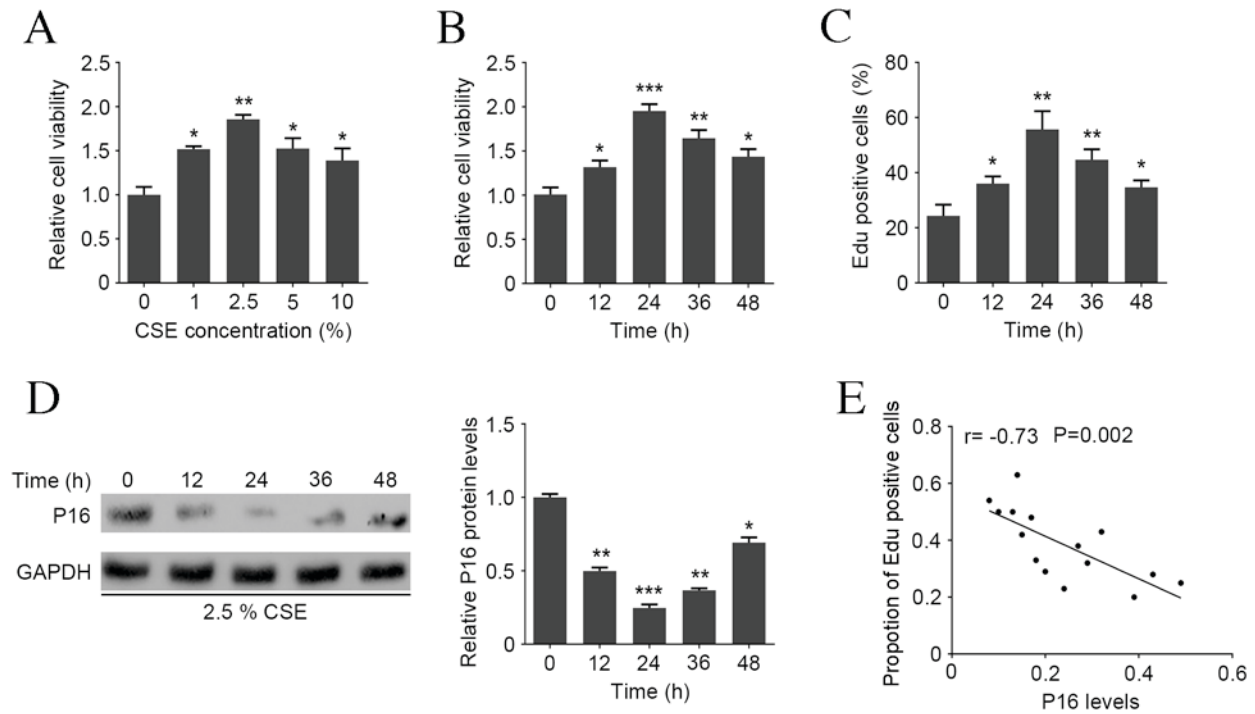 A
Relative cell viability
2.5
2.0
1.5
1.0
0.5
0
*
**
*
*
0 1 2.5 5 10
CSE concentration (%)
B
Relative cell viability
2.5
2.0
1.5
1.0
0.5
0
*
***
**
*
0 12 24 36 48
Time (h)
C
Edu positive cells (%)
80
60
40
20
0
*
**
**
*
0 12 24 36 48
Time (h)
D
Time (h) 0 12 24 36 48
P16
GAPDH
2.5 % CSE
Relative P16 protein levels
1.5
1.0
0.5
0
**
***
**
*
0 12 24 36 48
Time (h)
E
Propotion of Edu positive cells
0.8
0.6
0.4
0.2
0
r= -0.73 P=0.002
0 0.2 0.4 0.6
P16 levels